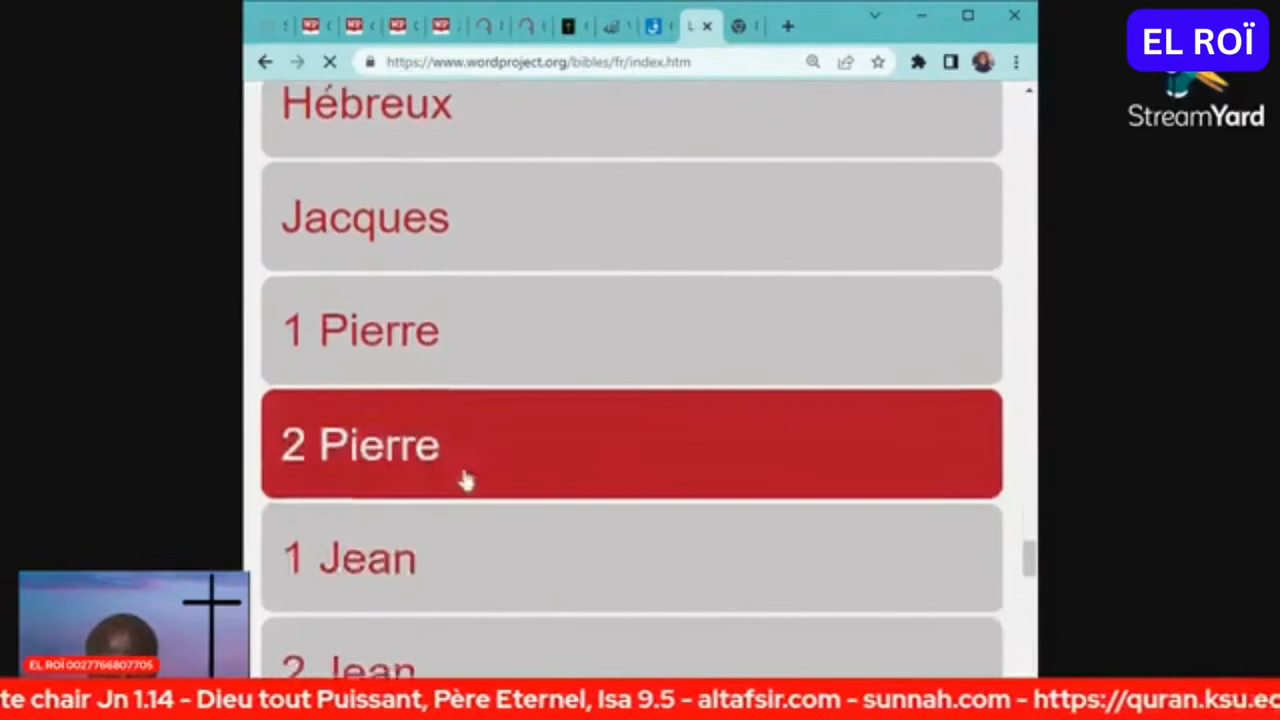 EL ROÏ
StreamYard
https://www.wordproject.org/bibles/fr/index.htm
Hébreux
Jacques
1 Pierre
2 Pierre
1 Jean
2 Jean
EL ROÏ 0027766807705
te chair Jn 1.14 - Dieu tout Puissant, Père Eternel, Isa 9.5 - altafsir.com - sunnah.com - https://quran.ksu.ed